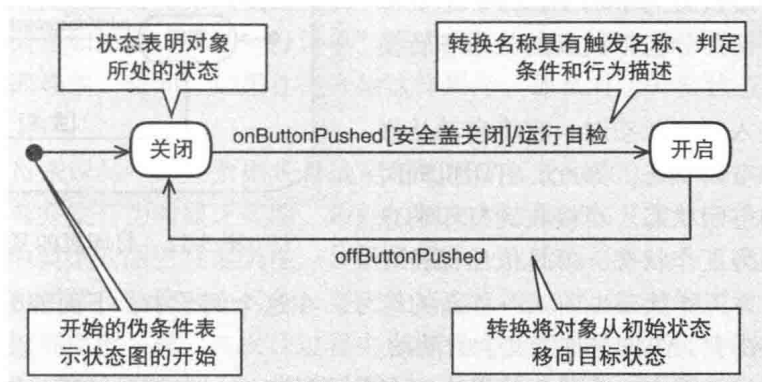 状态表明对象
所处的状态
转换名称具有触发名称、判定
条件和行为描述
关闭
onButtonPushed[安全盖关闭]/运行自检
开启
offButtonPushed
开始的伪条件表
示状态图的开始
转换将对象从初始状态
移向目标状态